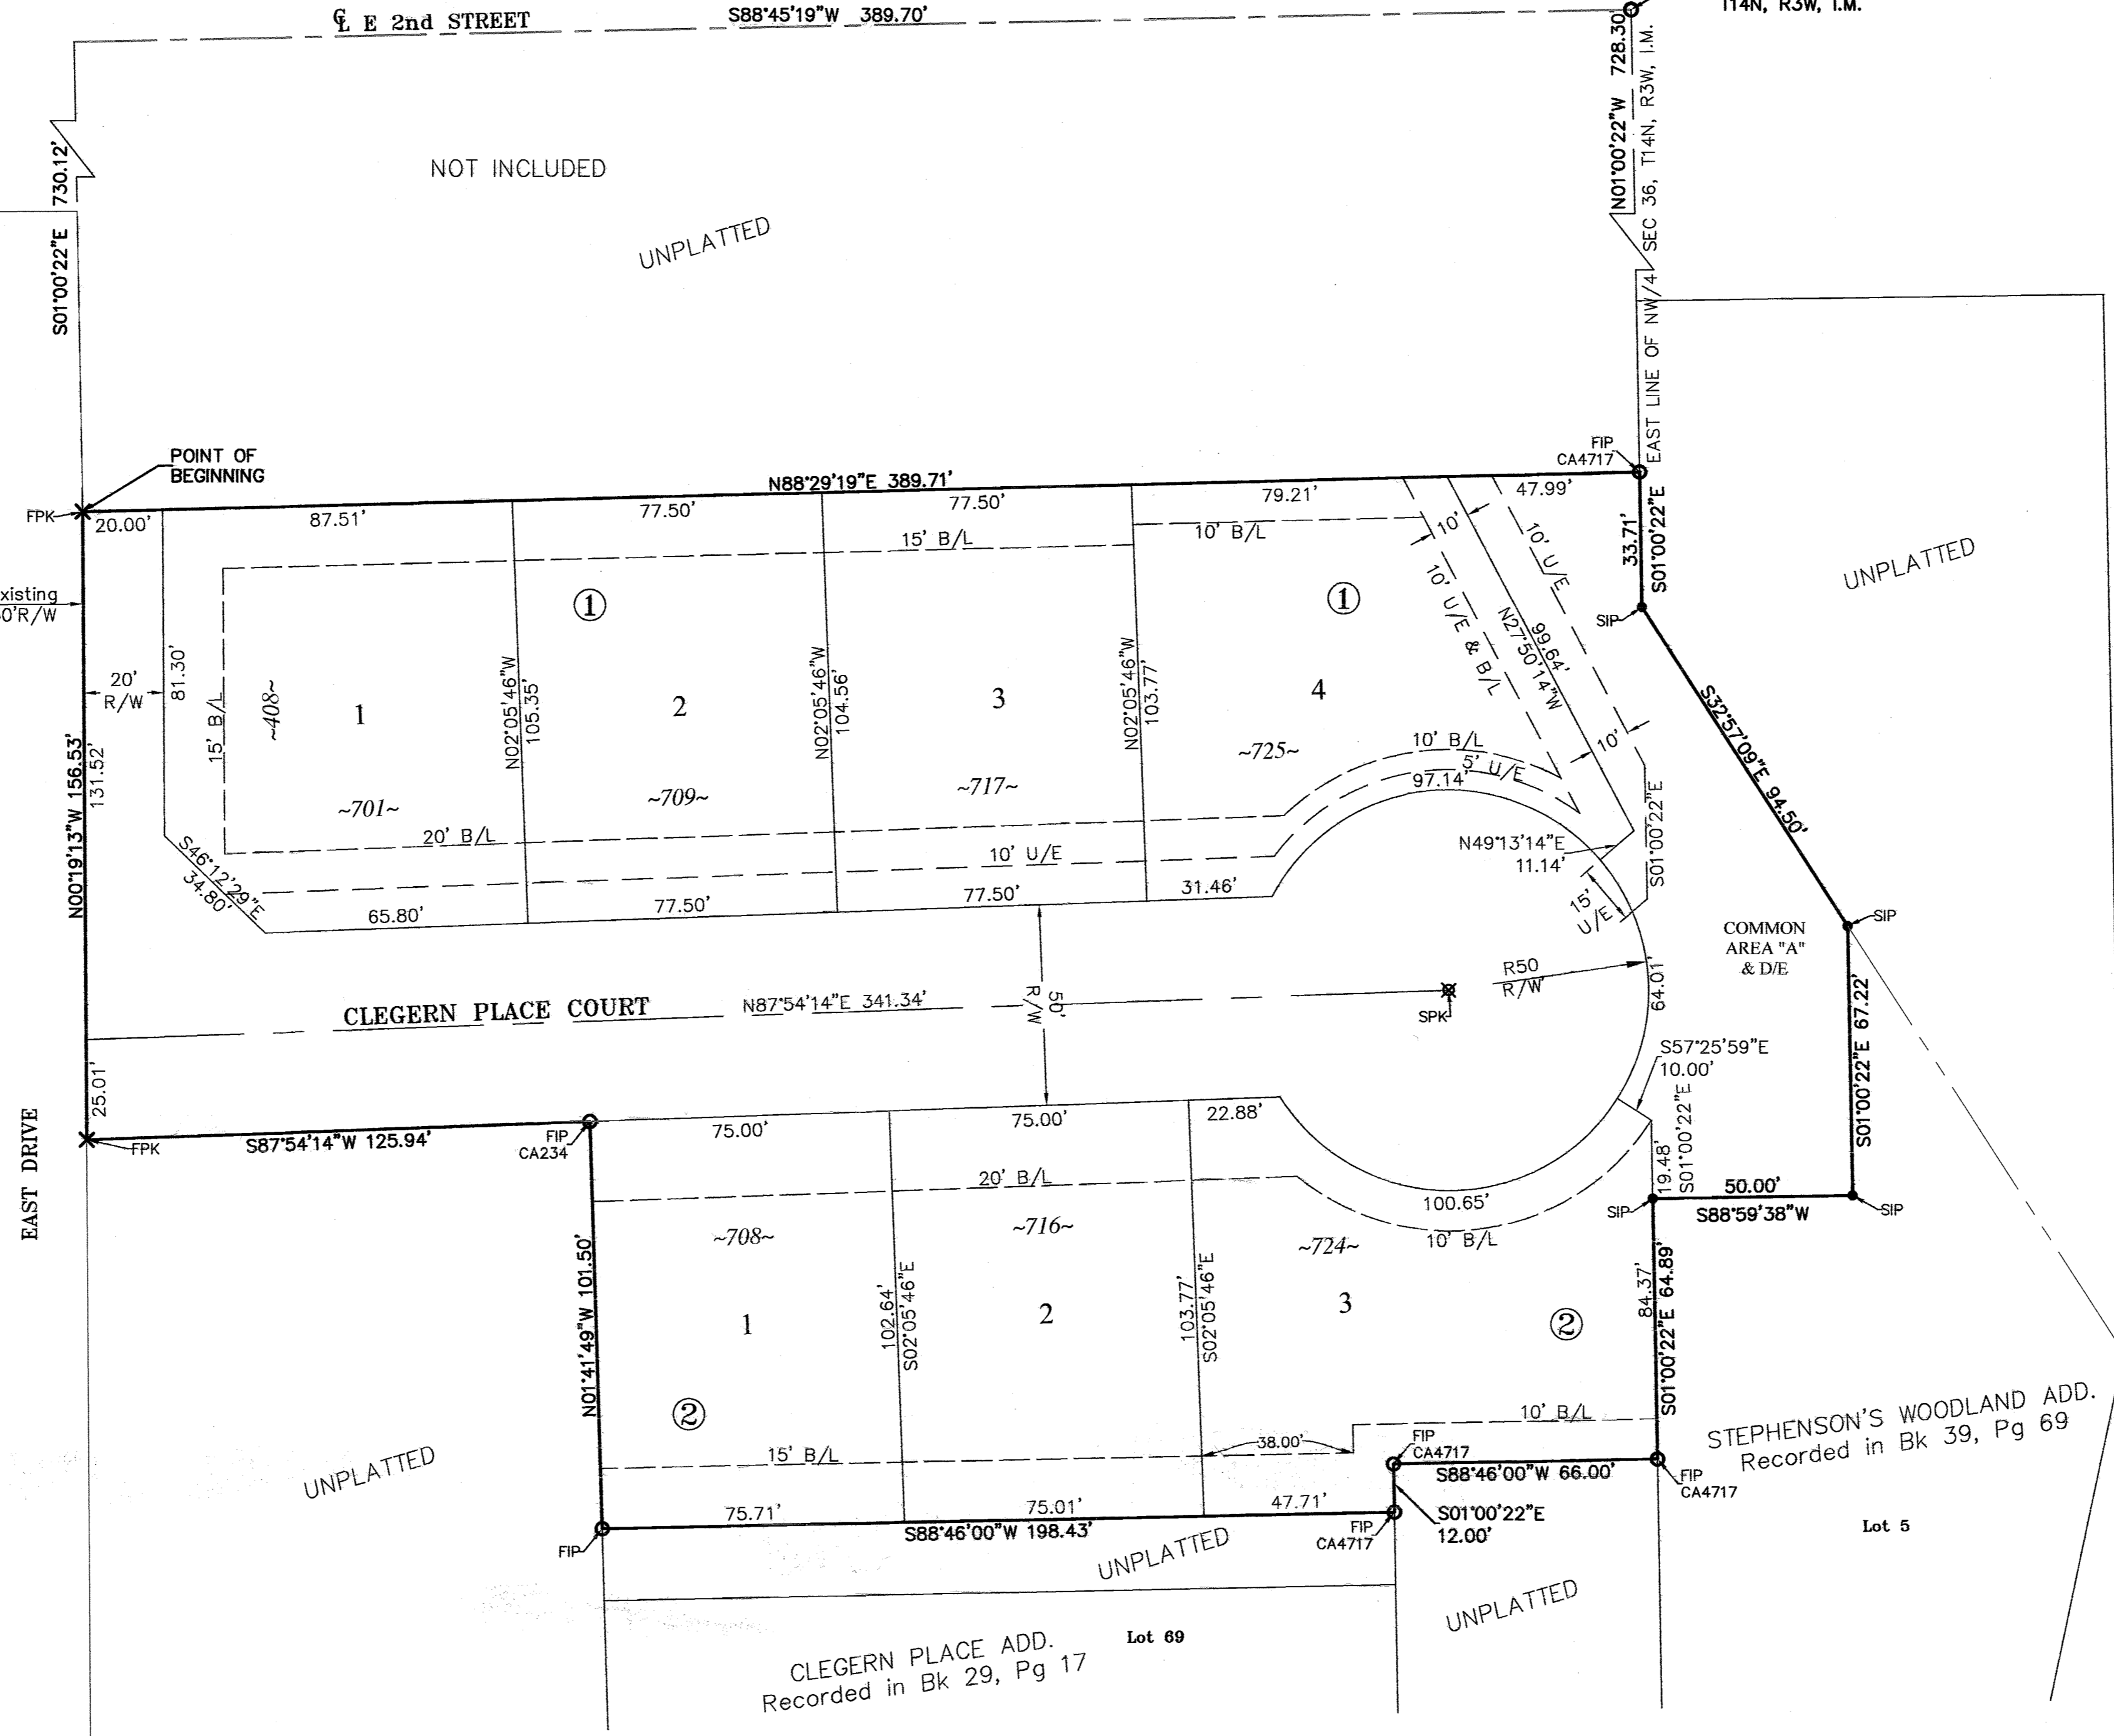 ℄ E 2nd STREET
S88°45'19"W 389.70'
T14N, R3W, I.M.
N01°00'22"W 728.30'
EAST LINE OF NW/4 SEC 36, T14N, R3W, I.M.
S01°00'22"E 730.12'
NOT INCLUDED
UNPLATTED
POINT OF
BEGINNING
FPK
N88°29'19"E 389.71'
FIP
CA4717
20.00'
87.51'
77.50'
77.50'
79.21'
47.99'
33.71'
S01°00'22"E
SIP
UNPLATTED
15' B/L
10' B/L
10'
10' U/E
10' U/E & B/L
N27°50'14"W
99.64'
10'
1
1
xisting
0'R/W
20'
R/W
81.30'
15' B/L
~408~
1
N02°05'46"W
105.35'
2
N02°05'46"W
104.56'
3
N02°05'46"W
103.77'
4
~701~
~709~
~717~
~725~
10' B/L
5' U/E
97.14'
S32°57'09"E 94.50'
N00°19'13"W 156.53'
131.52'
20' B/L
10' U/E
S46°12'29"E
34.80'
65.80'
77.50'
77.50'
31.46'
N49°13'14"E
11.14'
15'
U/E
S01°00'22"E
COMMON
AREA "A"
& D/E
SIP
CLEGERN PLACE COURT
N87°54'14"E 341.34'
50'
R/W
SPK
R50
R/W
64.01'
S57°25'59"E
10.00'
S01°00'22"E 67.22'
25.01'
FPK
S87°54'14"W 125.94'
FIP
CA234
75.00'
75.00'
22.88'
100.65'
19.48'
S01°00'22"E
SIP
50.00'
S88°59'38"W
SIP
EAST DRIVE
20' B/L
10' B/L
~708~
~716~
~724~
N01°41'49"W 101.50'
1
102.64'
S02°05'46"E
2
103.77'
S02°05'46"E
3
2
84.37'
S01°00'22"E 64.89'
2
15' B/L
38.00'
10' B/L
FIP
CA4717
S88°46'00"W 66.00'
FIP
CA4717
STEPHENSON'S WOODLAND ADD.
Recorded in Bk 39, Pg 69
UNPLATTED
75.71'
75.01'
47.71'
S88°46'00"W 198.43'
FIP
FIP
CA4717
S01°00'22"E
12.00'
Lot 5
UNPLATTED
UNPLATTED
CLEGERN PLACE ADD.
Recorded in Bk 29, Pg 17
Lot 69